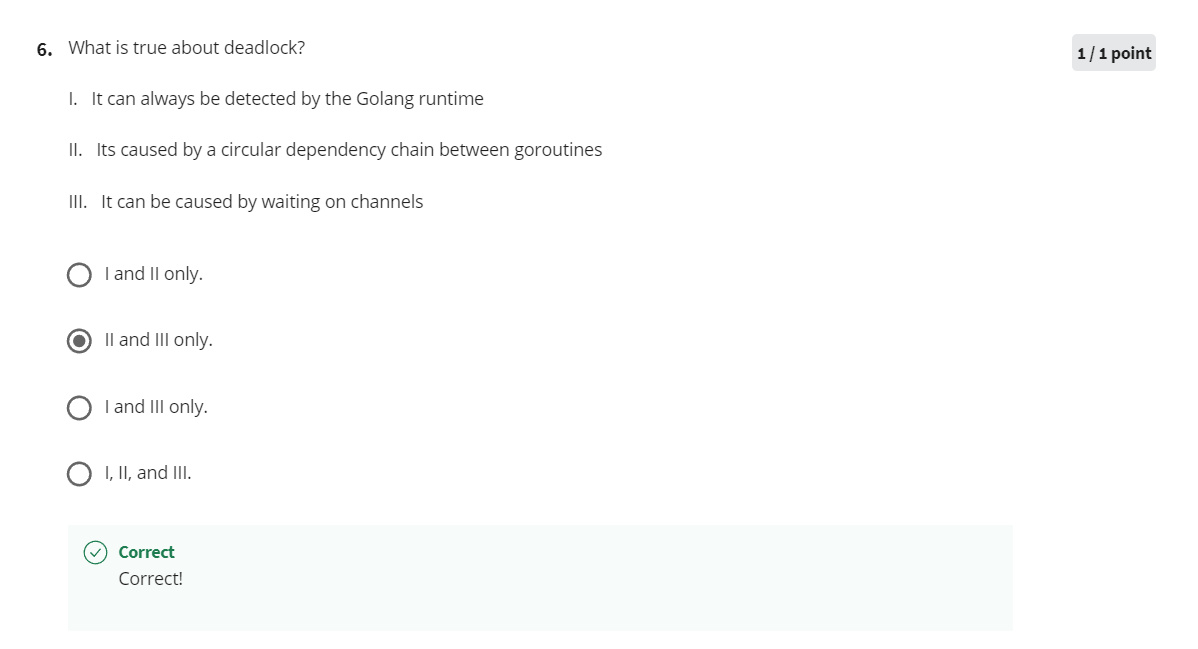 6. What is true about deadlock?
1 / 1 point
I. It can always be detected by the Golang runtime
II. Its caused by a circular dependency chain between goroutines
III. It can be caused by waiting on channels
I and II only.
II and III only.
I and III only.
I, II, and III.
Correct
Correct!